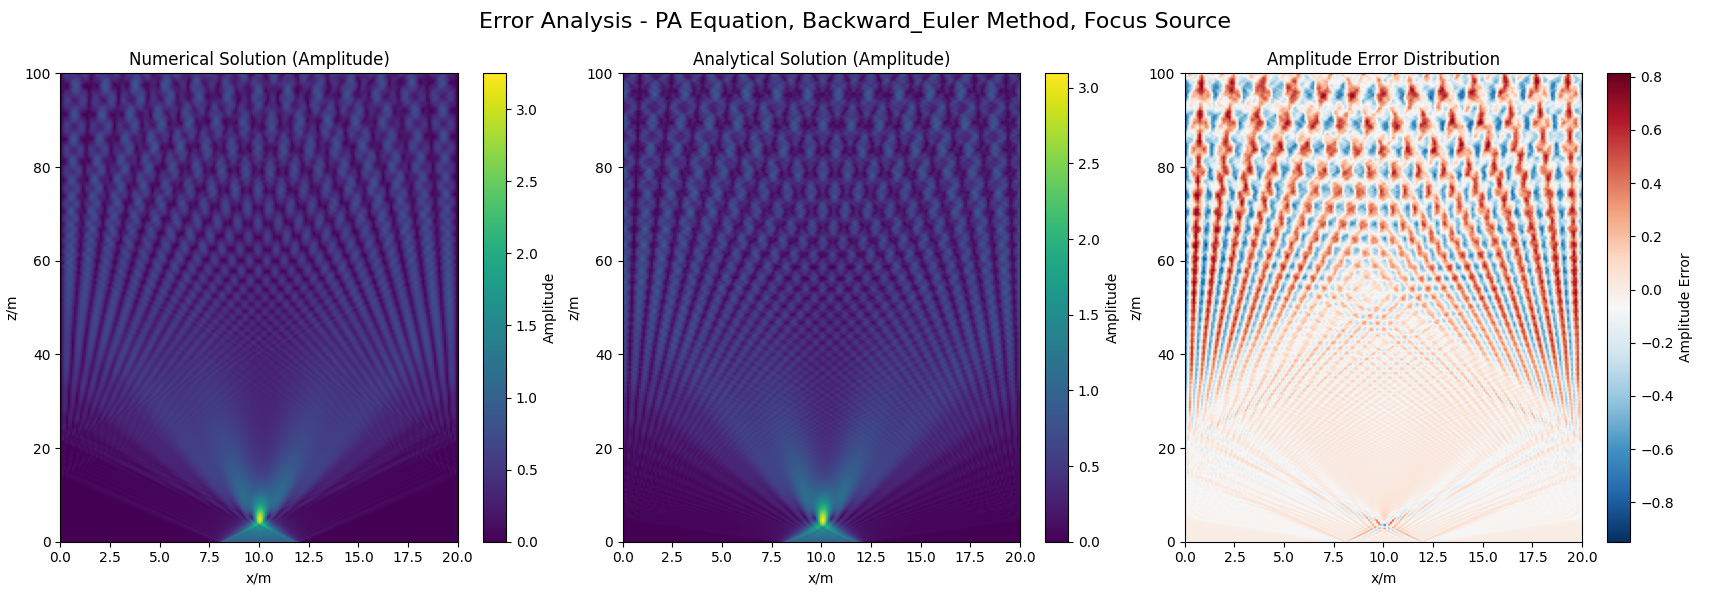 Error Analysis - PA Equation, Backward_Euler Method, Focus Source
Numerical Solution (Amplitude)
100
80
60
40
20
0
z/m
0.0 2.5 5.0 7.5 10.0 12.5 15.0 17.5 20.0
x/m
3.0
2.5
2.0
1.5
1.0
0.5
0.0
Amplitude
Analytical Solution (Amplitude)
100
80
60
40
20
0
z/m
0.0 2.5 5.0 7.5 10.0 12.5 15.0 17.5 20.0
x/m
3.0
2.5
2.0
1.5
1.0
0.5
0.0
Amplitude
Amplitude Error Distribution
100
80
60
40
20
0
z/m
0.0 2.5 5.0 7.5 10.0 12.5 15.0 17.5 20.0
x/m
0.8
0.6
0.4
0.2
0.0
−0.2
−0.4
−0.6
−0.8
Amplitude Error